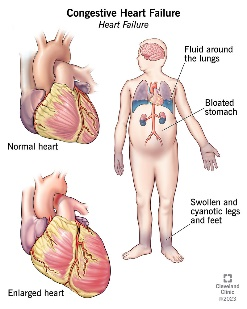 Congestive Heart Failure
Heart Failure
Fluid around
the lungs
Bloated
stomach
Normal heart
Swollen and
cyanotic legs
and feet
Enlarged heart
Cleveland
Clinic
©2023